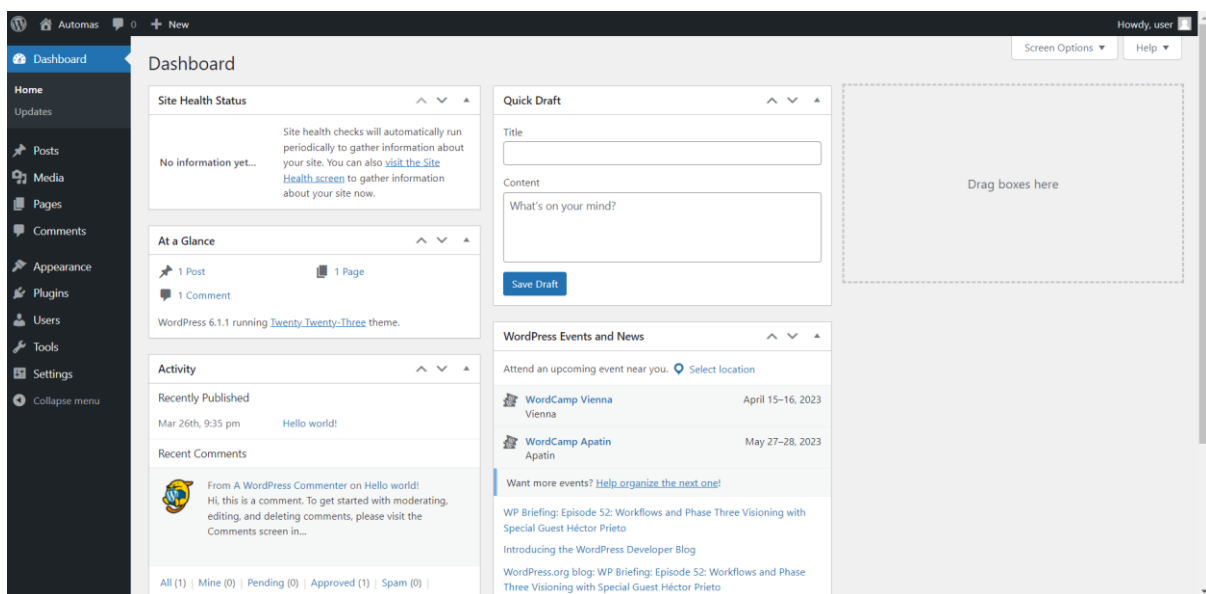 Automas 0 New
Howdy, user
Dashboard
Home
Updates
Posts
Media
Pages
Comments
Appearance
Plugins
Users
Tools
Settings
Collapse menu
Screen Options ▼ Help ▼
Dashboard
Site Health Status
No information yet...
Site health checks will automatically run
periodically to gather information about
your site. You can also visit the Site
Health screen to gather information
about your site now.
At a Glance
1 Post 1 Page
1 Comment
WordPress 6.1.1 running Twenty Twenty-Three theme.
Activity
Recently Published
Mar 26th, 9:35 pm Hello world!
Recent Comments
From A WordPress Commenter on Hello world!
Hi, this is a comment. To get started with moderating,
editing, and deleting comments, please visit the
Comments screen in...
All (1) | Mine (0) | Pending (0) | Approved (1) | Spam (0) |
Quick Draft
Title
Content
What's on your mind?
Save Draft
WordPress Events and News
Attend an upcoming event near you. Select location
WordCamp Vienna April 15–16, 2023
Vienna
WordCamp Apatin May 27–28, 2023
Apatin
Want more events? Help organize the next one!
WP Briefing: Episode 52: Workflows and Phase Three Visioning with
Special Guest Héctor Prieto
Introducing the WordPress Developer Blog
WordPress.org blog: WP Briefing: Episode 52: Workflows and Phase
Three Visioning with Special Guest Héctor Prieto
Drag boxes here